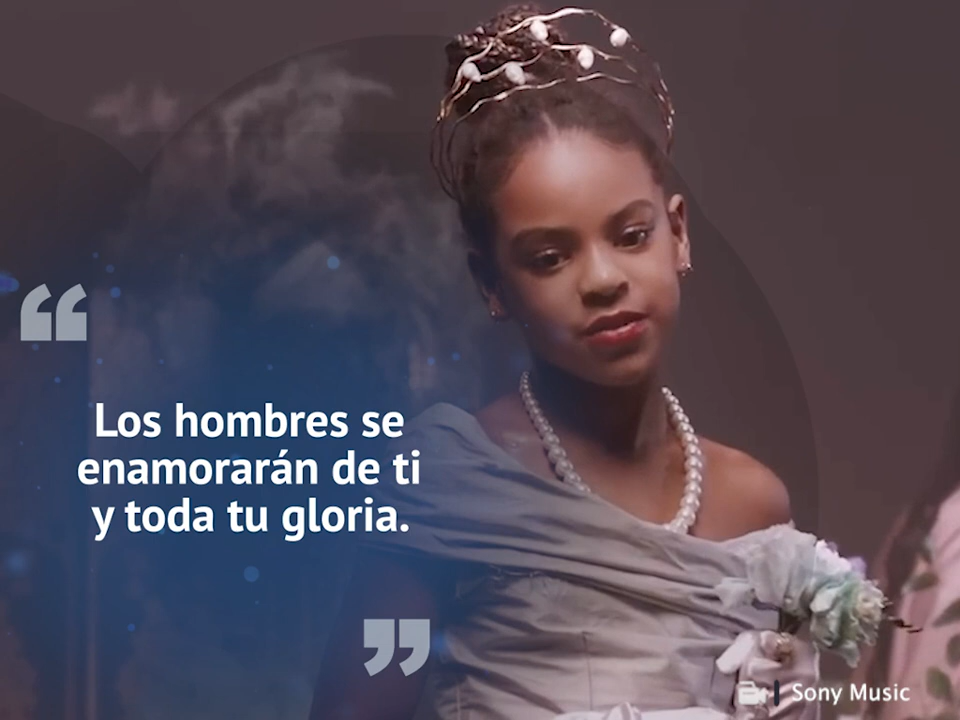 “
Los hombres se
enamorarán de ti
y toda tu gloria.
”
Sony Music